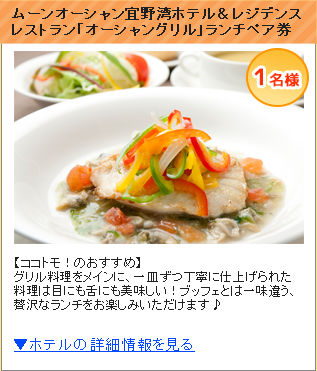 ムーンオーシャン宜野湾ホテル＆レジデンス
レストラン「オーシャングリル」ランチペア券
1名様
【ココトモ！のおすすめ】
グリル料理をメインに、一皿ずつ丁寧に仕上げられた
料理は目にも舌にも美味しい！ブッフェとは一味違う、
贅沢なランチをお楽しみいただけます♪
▼ホテルの詳細情報を見る